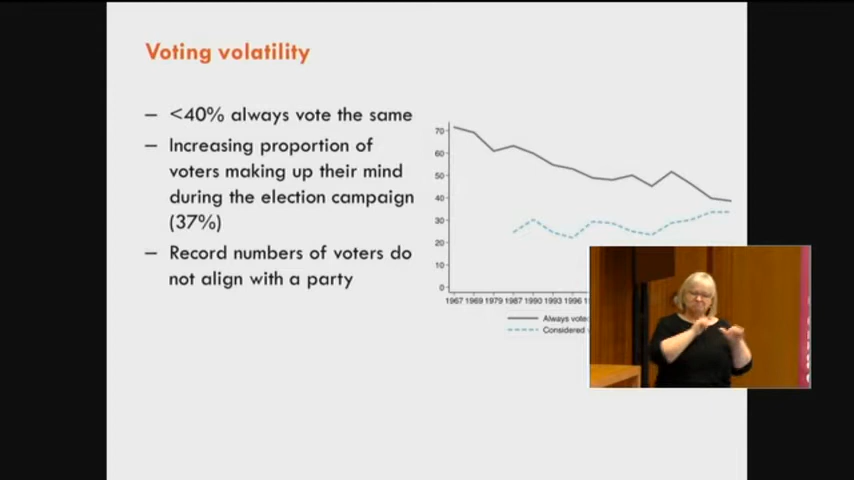 Voting volatility
– <40% always vote the same
– Increasing proportion of
voters making up their mind
during the election campaign
(37%)
– Record numbers of voters do
not align with a party
70
60
50
40
30
20
10
0
1967 1969 1979 1987 1990 1993 1996
Always
Considered